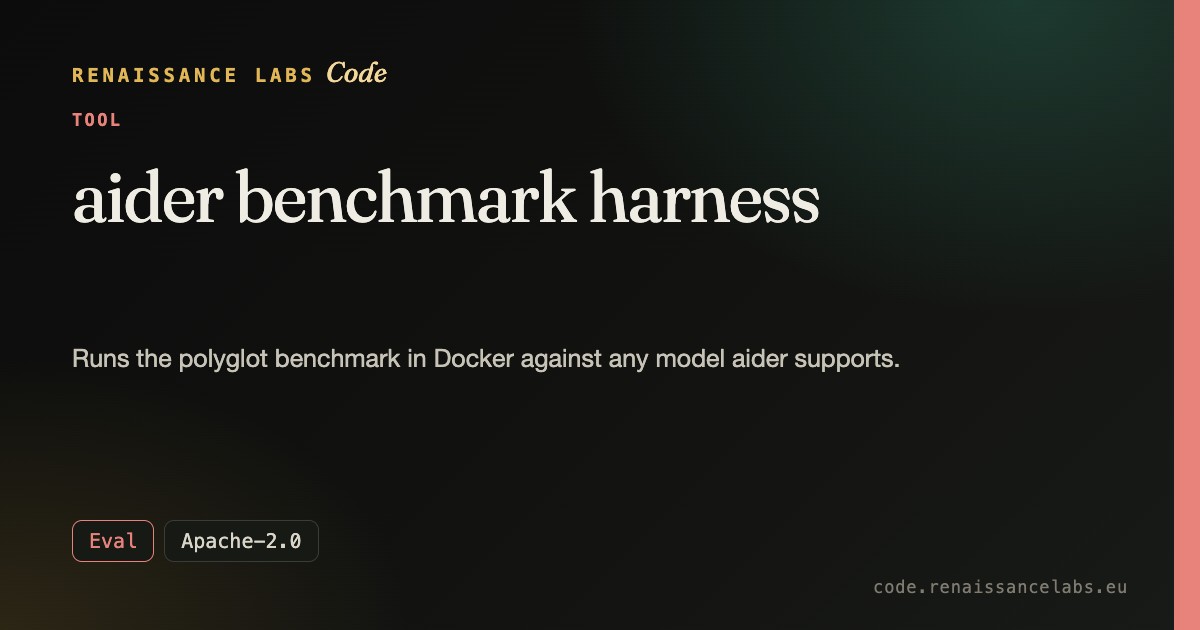 RENAISSANCE LABS Code
TOOL
aider benchmark harness
Runs the polyglot benchmark in Docker against any model aider supports.
Eval
Apache-2.0
code.renaissancelabs.eu